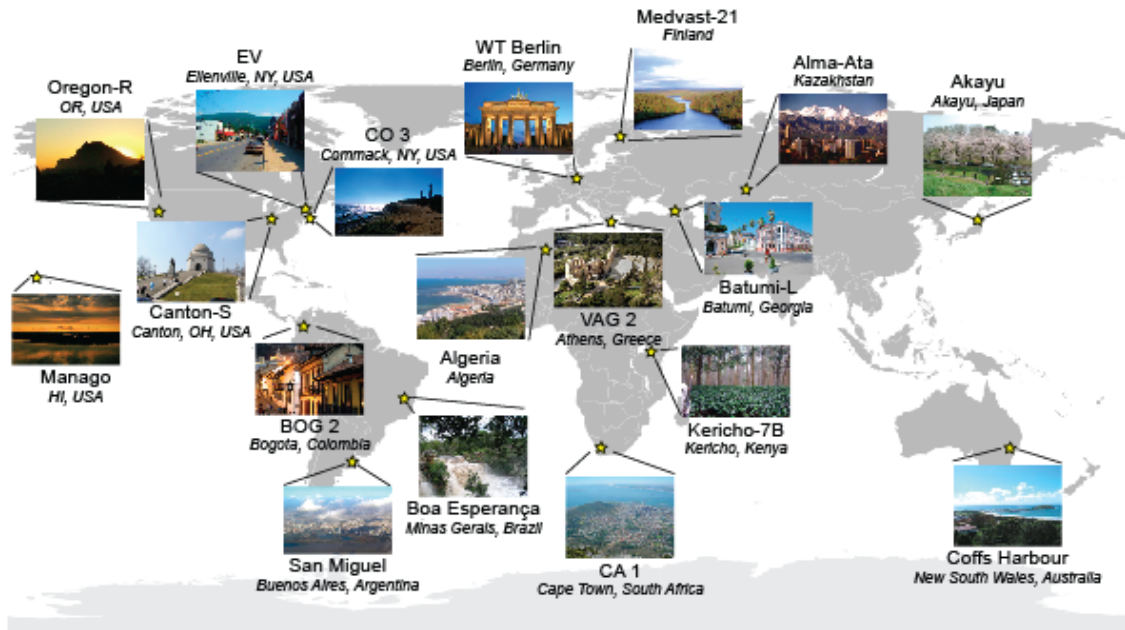 Medvast-21
Finland
EV
Ellenville, NY, USA
WT Berlin
Berlin, Germany
Alma-Ata
Kazakhstan
Akayu
Akayu, Japan
Oregon-R
OR, USA
CO 3
Commack, NY, USA
Canton-S
Canton, OH, USA
Manago
HI, USA
Batumi-L
Batumi, Georgia
VAG 2
Athens, Greece
Algeria
Algeria
BOG 2
Bogota, Colombia
Kericho-7B
Kericho, Kenya
Boa Esperança
Minas Gerais, Brazil
San Miguel
Buenos Aires, Argentina
CA 1
Cape Town, South Africa
Coffs Harbour
New South Wales, Australia